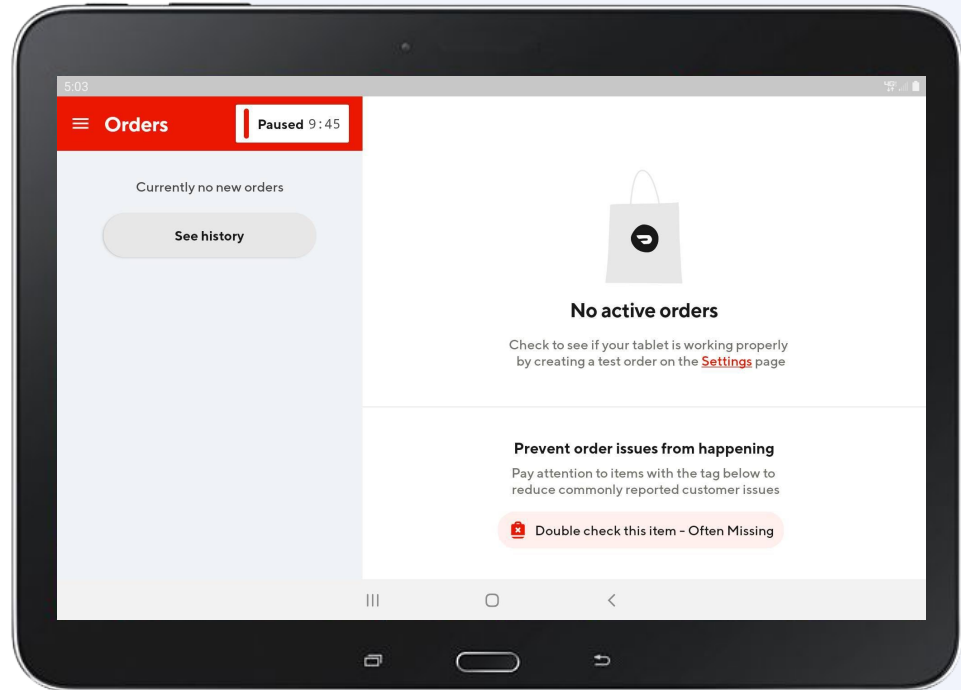 5:03
Orders
Paused 9:45
Currently no new orders
See history
No active orders
Check to see if your tablet is working properly
by creating a test order on the Settings page
Prevent order issues from happening
Pay attention to items with the tag below to
reduce commonly reported customer issues
Double check this item - Often Missing